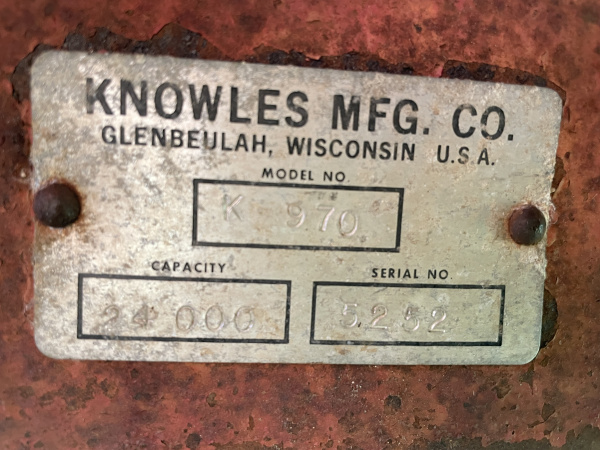 KNOWLES MFG. CO.
GLENBEULAH, WISCONSIN U.S.A.
MODEL NO.
K 970
CAPACITY SERIAL NO.
24 000 5252